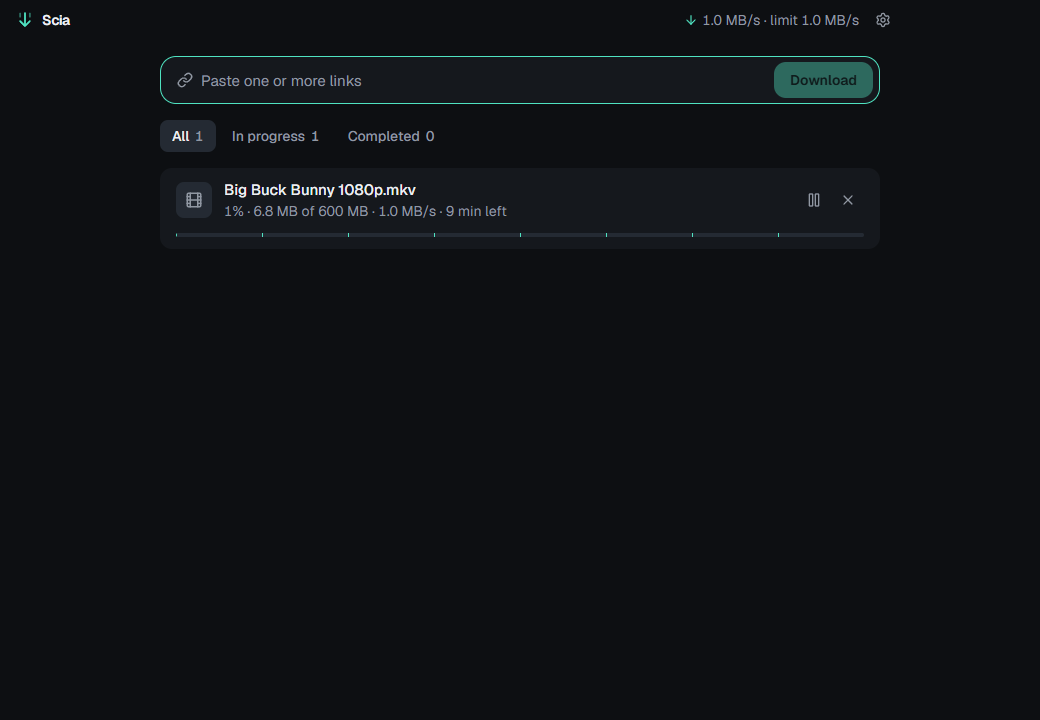 Scia
1.0 MB/s · limit 1.0 MB/s
Paste one or more links
Download
All 1
In progress 1
Completed 0
Big Buck Bunny 1080p.mkv
1% · 6.8 MB of 600 MB · 1.0 MB/s · 9 min left